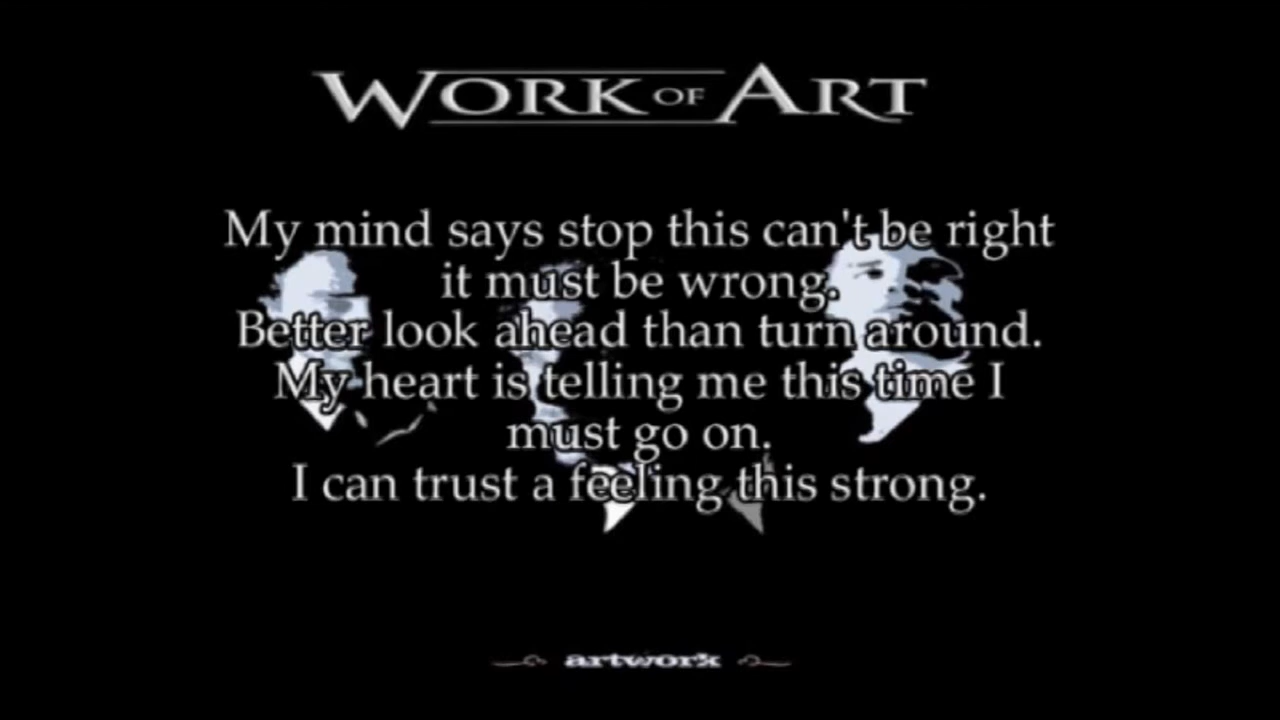 WORK OF ART
My mind says stop this can't be right
it must be wrong.
Better look ahead than turn around.
My heart is telling me this time I
must go on.
I can trust a feeling this strong.
artwork